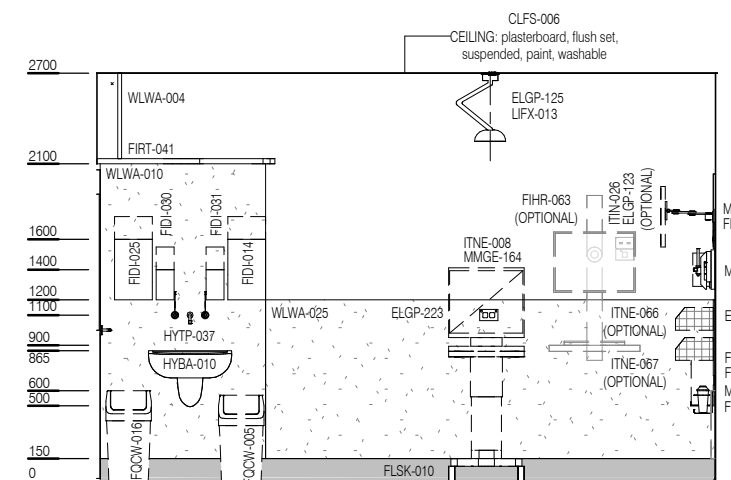 CLFS-006
CEILING: plasterboard, flush set,
suspended, paint, washable
2700
WLWA-004
ELGP-125
LIFX-013
FIRT-041
2100
WLWA-010
FIDI-030
FIDI-031
FIHR-063
(OPTIONAL)
ITIN-026
ELGP-123
(OPTIONAL)
M
1600
FIDI-025
FIDI-014
ITNE-008
MMGE-164
1400
M
1200
1100
WLWA-025
ELGP-223
ITNE-066
(OPTIONAL)
E
HYTP-037
900
865
HYBA-010
ITNE-067
(OPTIONAL)
F
F
600
M
500
F
FQCW-016
FQCW-005
150
FLSK-010
0